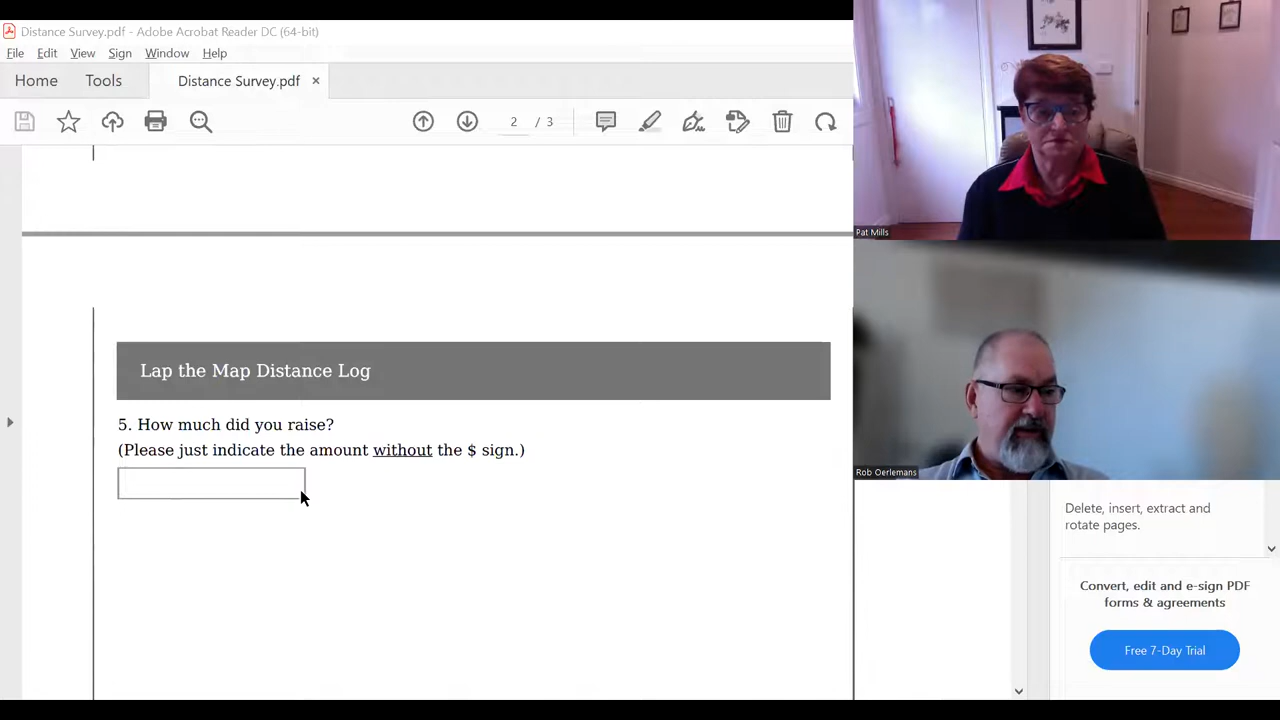 Distance Survey.pdf - Adobe Acrobat Reader DC (64-bit)
File Edit View Sign Window Help
Home Tools Distance Survey.pdf ×
2 / 3
Pat Mills
Lap the Map Distance Log
5. How much did you raise?
(Please just indicate the amount without the $ sign.)
Rob Oerlemans
Delete, insert, extract and
rotate pages.
Convert, edit and e-sign PDF
forms & agreements
Free 7-Day Trial